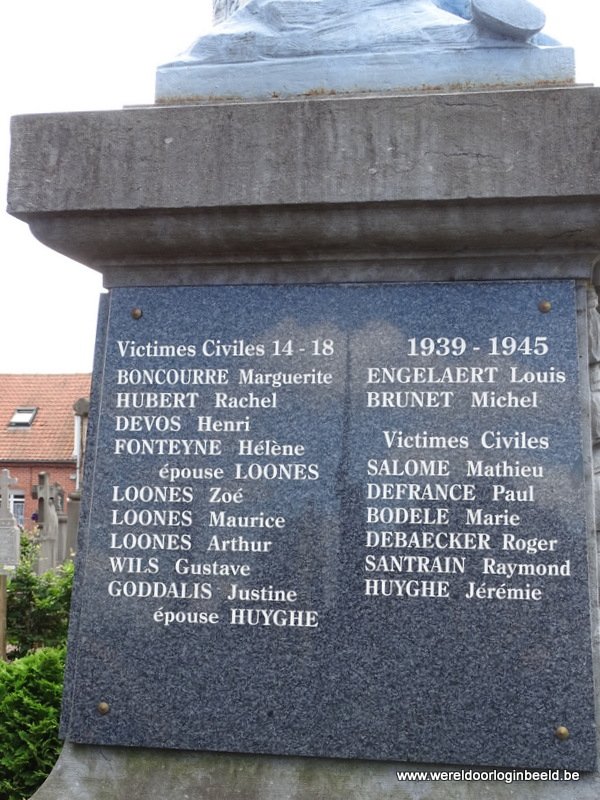 Victimes Civiles 14 - 18
BONCOURRE Marguerite
HUBERT Rachel
DEVOS Henri
FONTEYNE Hélène
épouse LOONES
LOONES Zoé
LOONES Maurice
LOONES Arthur
WILS Gustave
GODDALIS Justine
épouse HUYGHE
1939 - 1945
ENGELAERT Louis
BRUNET Michel
Victimes Civiles
SALOME Mathieu
DEFRANCE Paul
BODELE Marie
DEBAECKER Roger
SANTRAIN Raymond
HUYGHE Jérémie
www.wereldoorloginbeeld.be